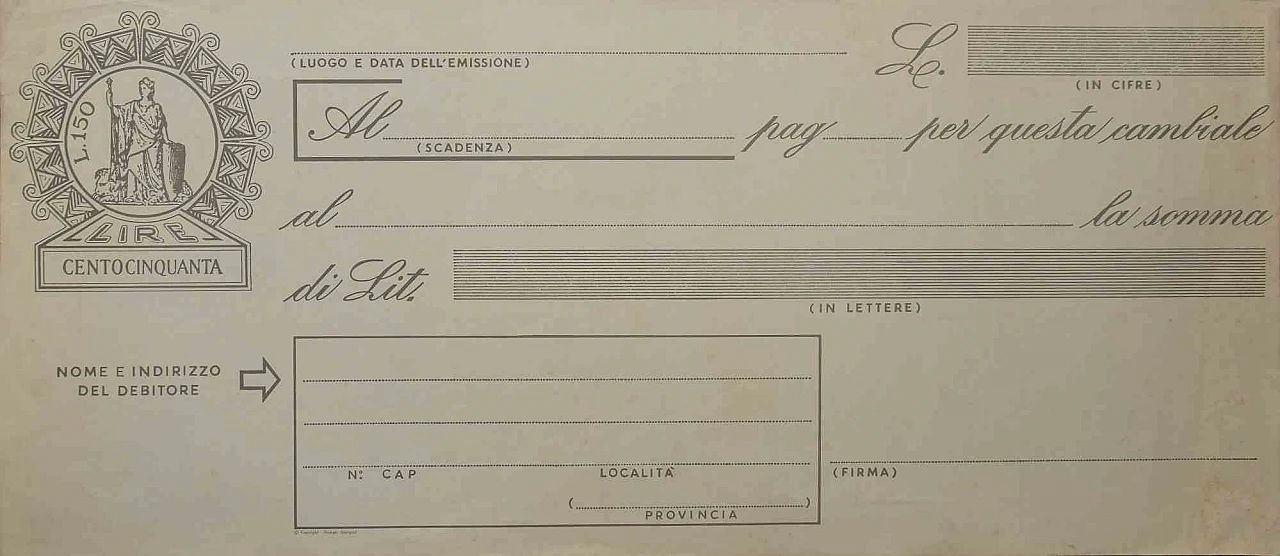 (LUOGO E DATA DELL'EMISSIONE)
L.
(IN CIFRE)
L.150
Al pag per questa cambiale
(SCADENZA)
al la somma
LIRE
CENTOCINQUANTA
di Lit.
(IN LETTERE)
NOME E INDIRIZZO
DEL DEBITORE
N° CAP LOCALITÀ
(FIRMA)
( )
PROVINCIA
© Copyright